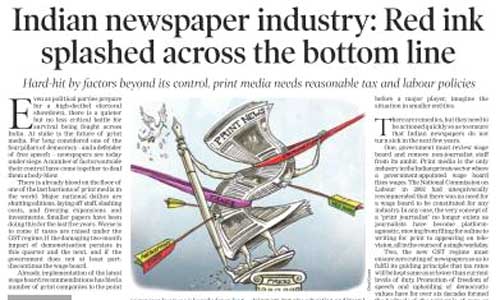 Indian newspaper industry: Red ink
splashed across the bottom line
Hard-hit by factors beyond its control, print media needs reasonable tax and labour policies
Even as political parties prepare
for a high-decibel electoral
showdown, there is a quieter
but no less critical battle for
survival being fought across
India. At stake is the future of print
media. For long considered one of the
four pillars of democracy - and a defender
of free speech - newspapers are today
under siege. A number of factors outside
their control have come together to deal
them a body-blow.
There is already blood on the floor of
one of the last bastions of print media in
the world. Major national dailies are
shutting editions, laying off staff, slashing
costs, and freezing expansions and
investments. Smaller papers have been
doing this for the last few years. Worse is
to come if taxes are raised under the
GST regime, if the damaging two-month
impact of demonetisation persists in
this quarter and the next, and if the
government does not at least part-
discontinue the wage board.
Already, implementation of the latest
wage board recommendations has led a
number of print companies to the point
PRINT NEWS
PRESS
before a major player, imagine the
situation in smaller entities.
There are remedies, but they need to
be actioned quickly so as to ensure
that Indian newspapers do not
turn sick in the next few years.
One, government must review wage
board and remove non-journalist staff
from its ambit. Print media is the only
industry in the Indian private sector where
a government-appointed wage board
fixes wages. The National Commission on
Labour in 2002 had unequivocally
recommended that there was no need for
a wage board to be constituted for any
industry. In any case, the very concept of
a 'print journalist' no longer exists as
journalists have become platform-
agnostic, moving from filing for online to
writing for print to appearing on tele-
vision, all in the course of a single workday.
Two, the new GST regime must
ensure zero rating of newspapers so as to
fulfil its guiding principle that tax rates
will be kept same as or lower than current
levels of duty. Promotion of freedom of
speech and upholding of democratic
values have for over six decades formed